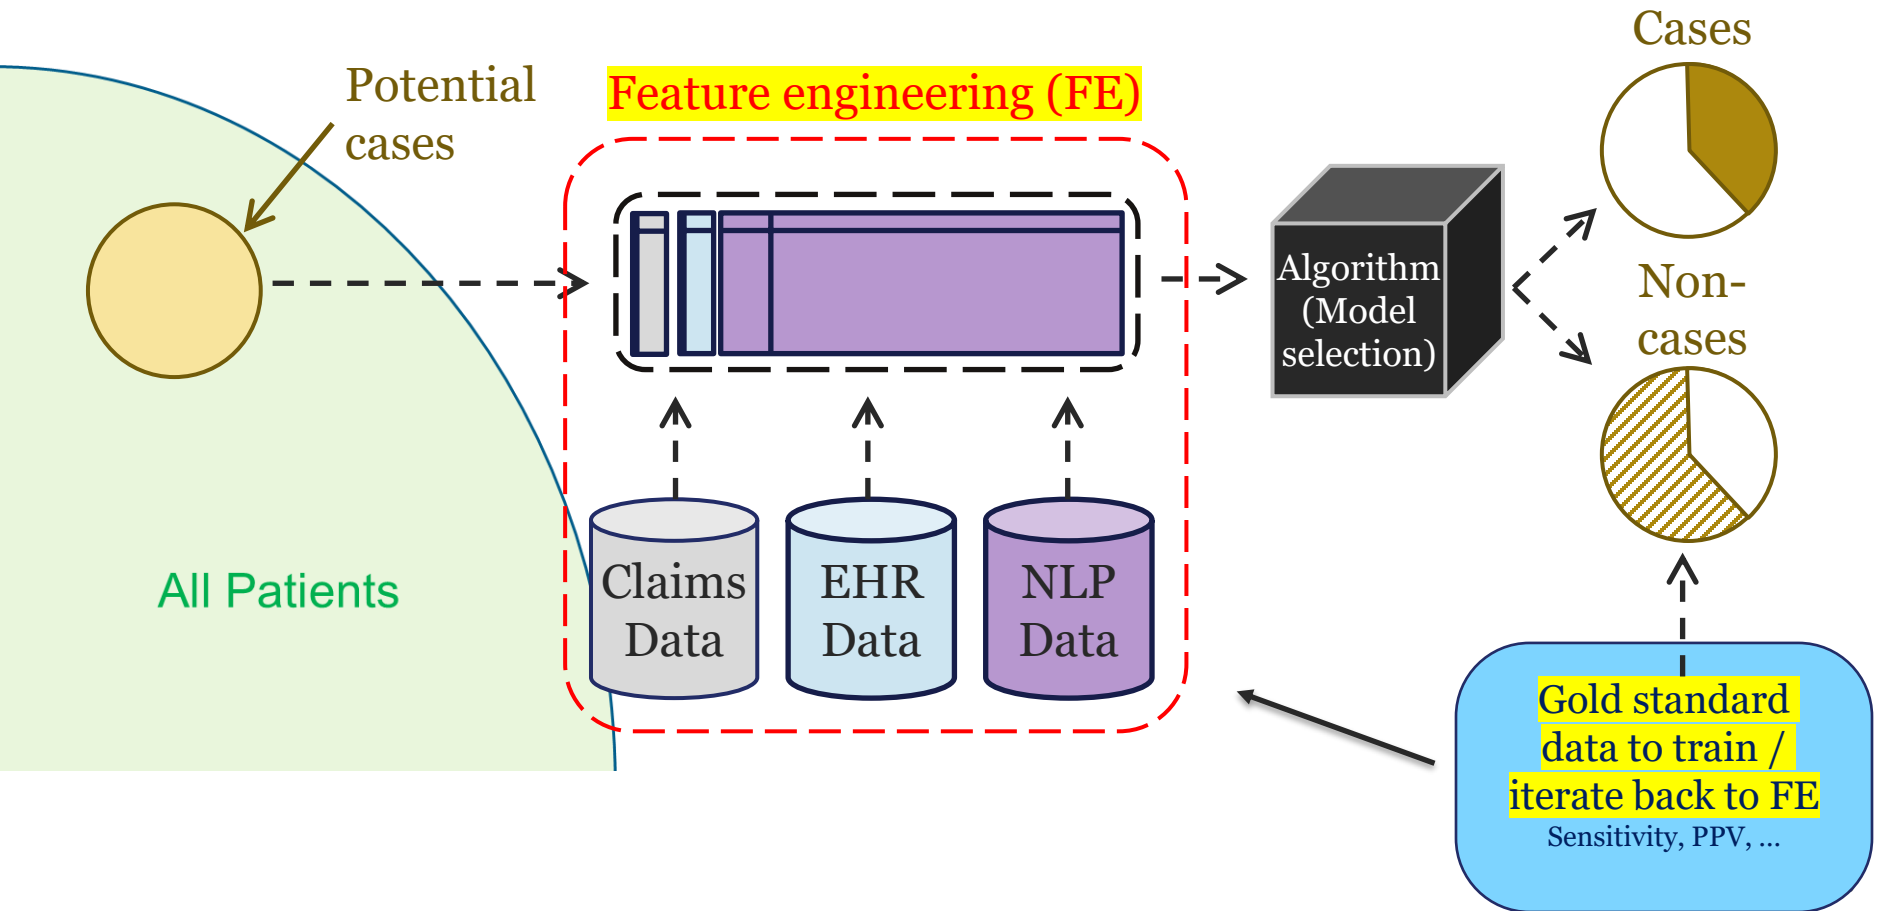 Potential
cases
Feature engineering (FE)
Cases
Algorithm
(Model
selection)
Non-
cases
Claims
Data
EHR
Data
NLP
Data
All Patients
Gold standard
data to train /
iterate back to FE
Sensitivity, PPV, ...